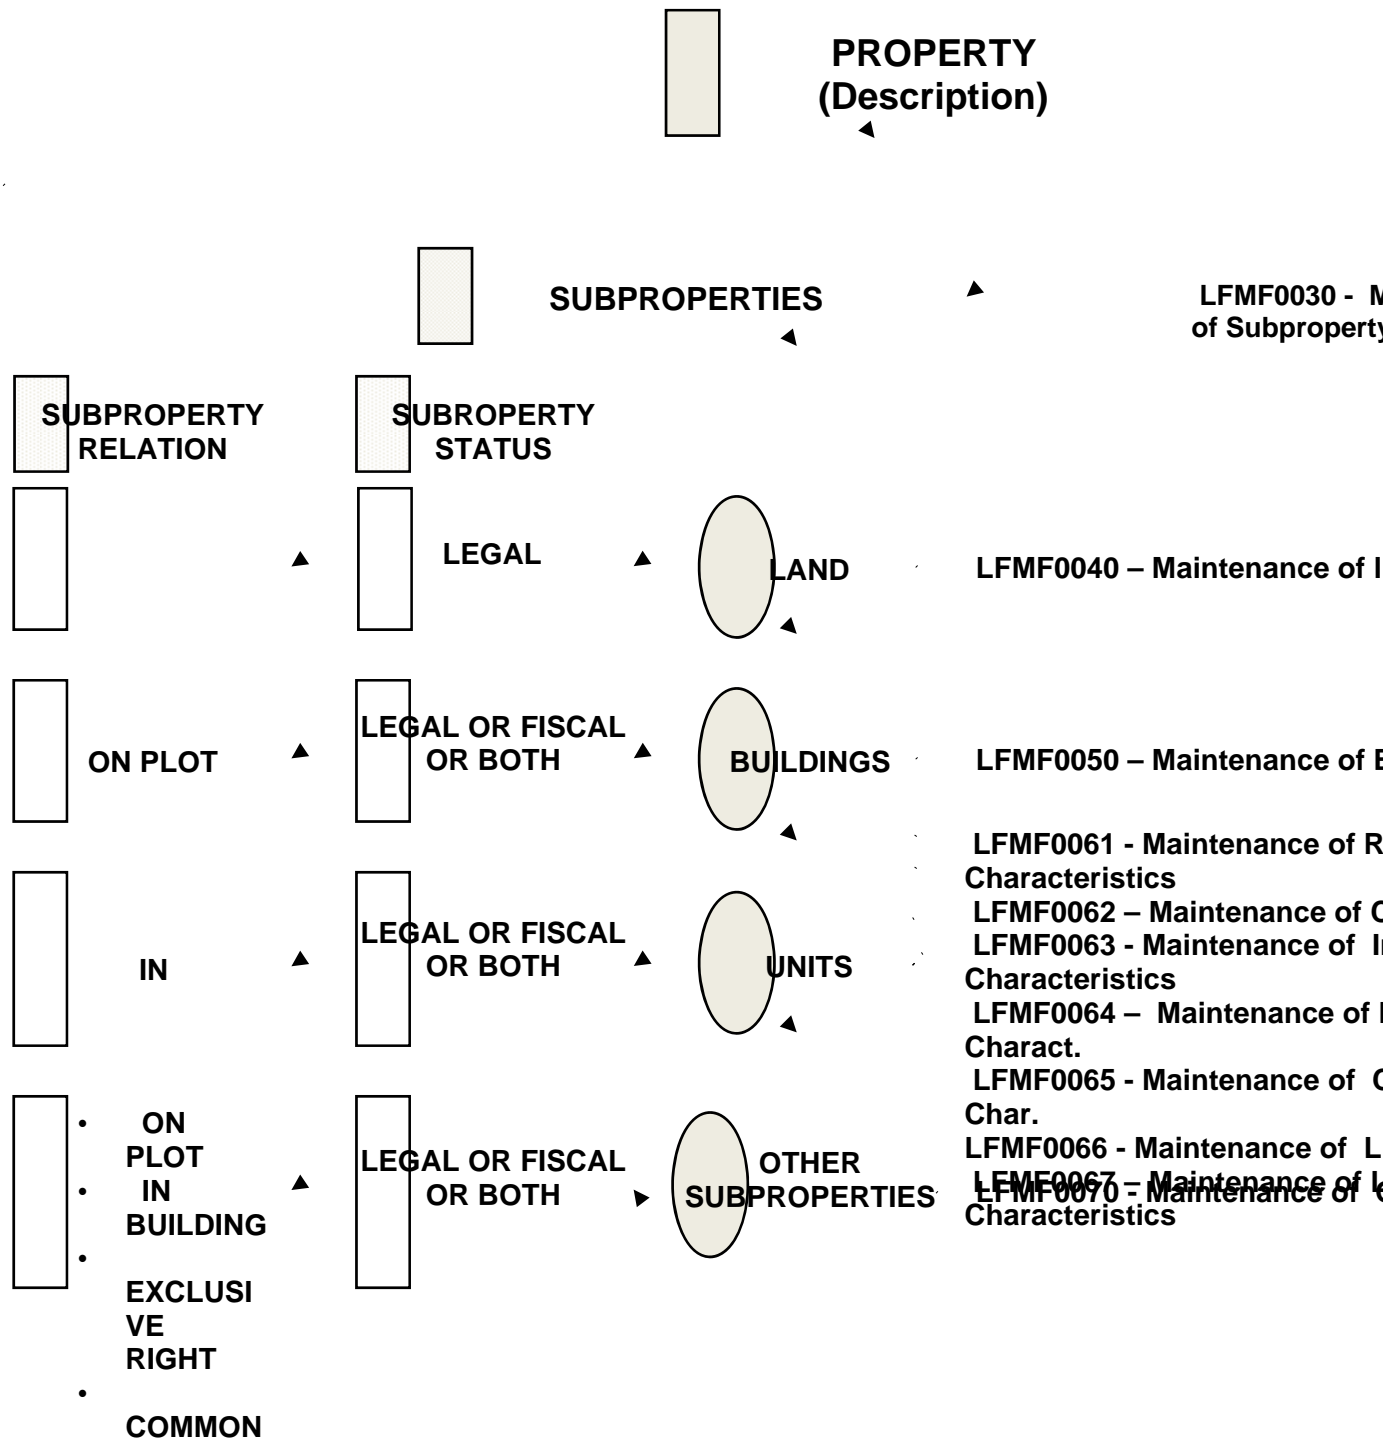 PROPERTY
(Description)
SUBPROPERTIES
LFMF0030 -
of Subproperty
SUBPROPERTY
RELATION
SUBROPERTY
STATUS
LEGAL
LAND
LFMF0040 – Maintenance of
ON PLOT
LEGAL OR FISCAL
OR BOTH
BUILDINGS
LFMF0050 – Maintenance of
IN
LEGAL OR FISCAL
OR BOTH
UNITS
LFMF0061 - Maintenance of
Characteristics
LFMF0062 – Maintenance of
LFMF0063 - Maintenance of
Characteristics
LFMF0064 – Maintenance of
Charact.
LFMF0065 - Maintenance of
Char.
LFMF0066 - Maintenance of
LFMF0067 – Maintenance of
Characteristics
• ON
PLOT
• IN
BUILDING
•
EXCLUSI
VE
RIGHT
•
COMMON
LEGAL OR FISCAL
OR BOTH
OTHER
SUBPROPERTIES
LFMF0070 - Maintenance of